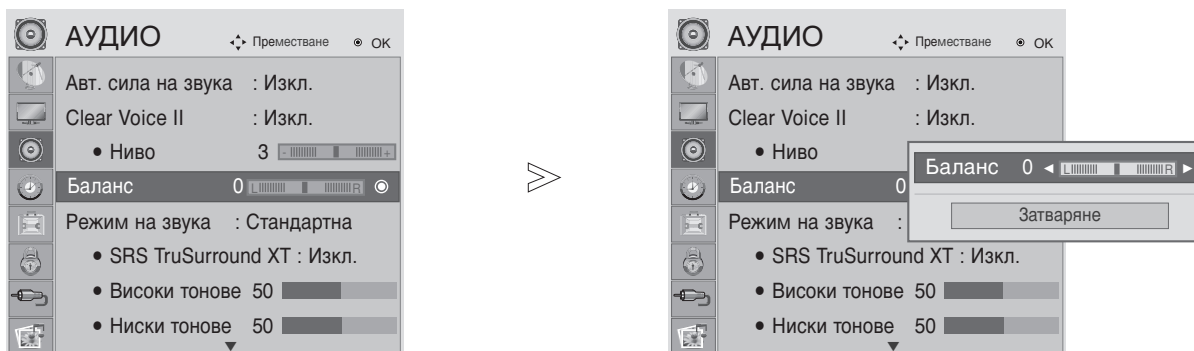 АУДИО Преместване OK
Авт. сила на звука : Изкл.
Clear Voice II : Изкл.
• Ниво 3 - +
Баланс 0 L R
Режим на звука : Стандартна
• SRS TruSurround XT : Изкл.
• Високи тонове 50
• Ниски тонове 50
АУДИО Преместване OK
Авт. сила на звука : Изкл.
Clear Voice II : Изкл.
• Ниво
Баланс 0
Режим на звука :
• SRS TruSurround XT : Изкл.
• Високи тонове 50
• Ниски тонове 50
Баланс 0 L R
Затваряне